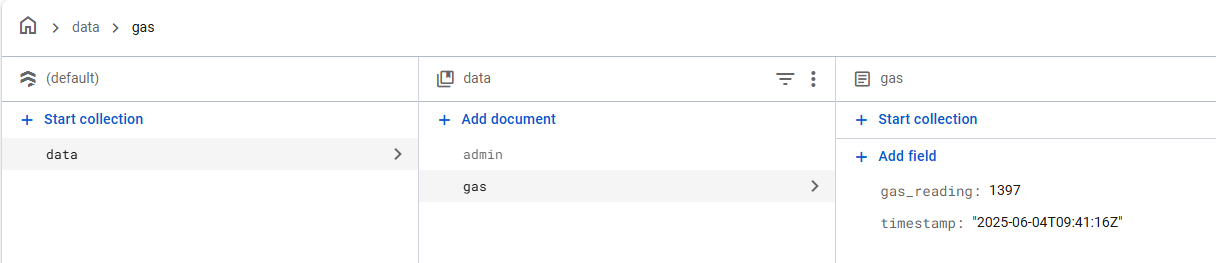 data > gas
(default)
+ Start collection
data
data
+ Add document
admin
gas
gas
+ Start collection
+ Add field
gas_reading: 1397
timestamp: "2025-06-04T09:41:16Z"